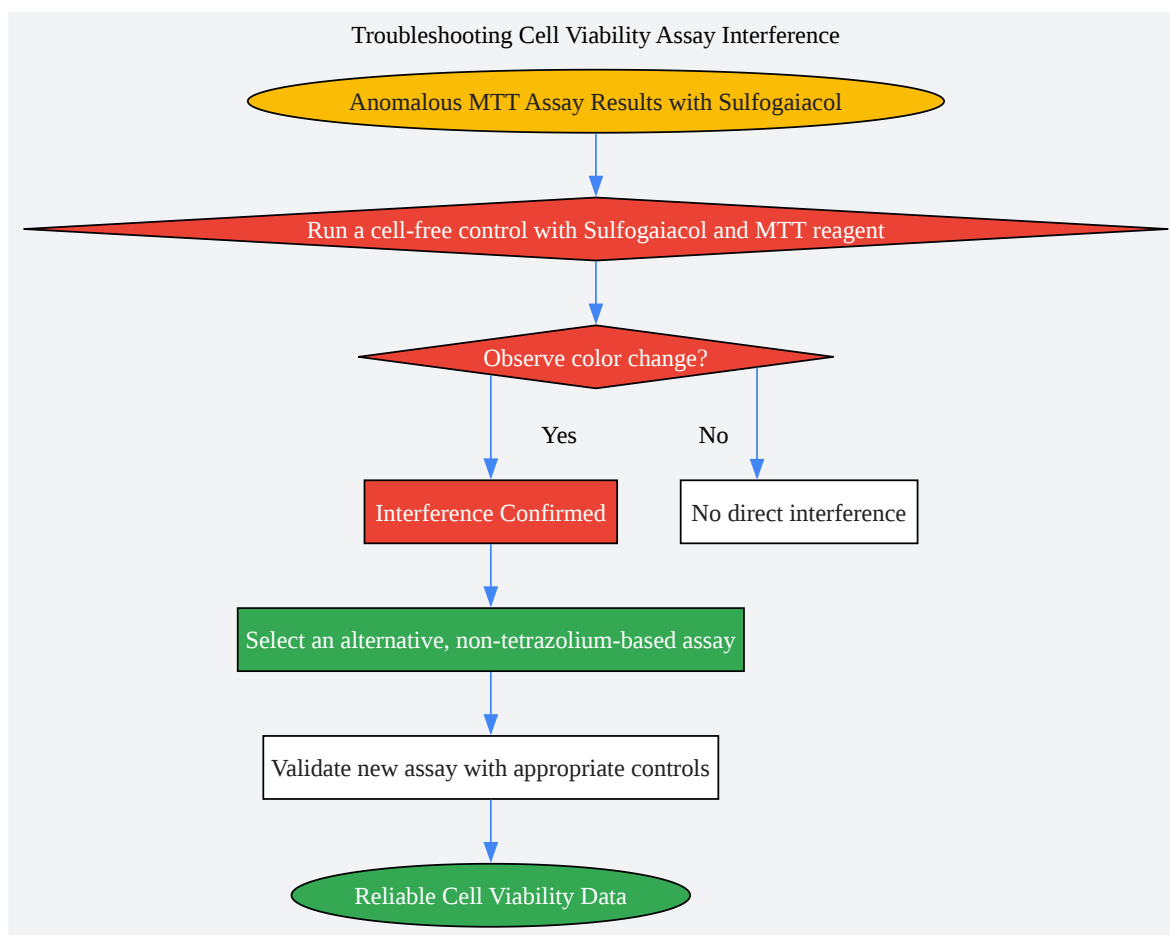 Troubleshooting Cell Viability Assay Interference
Anomalous MTT Assay Results with Sulfogaiacol
Run a cell-free control with Sulfogaiacol and MTT reagent
Observe color change?
Yes
No
Interference Confirmed
No direct interference
Select an alternative, non-tetrazolium-based assay
Validate new assay with appropriate controls
Reliable Cell Viability Data